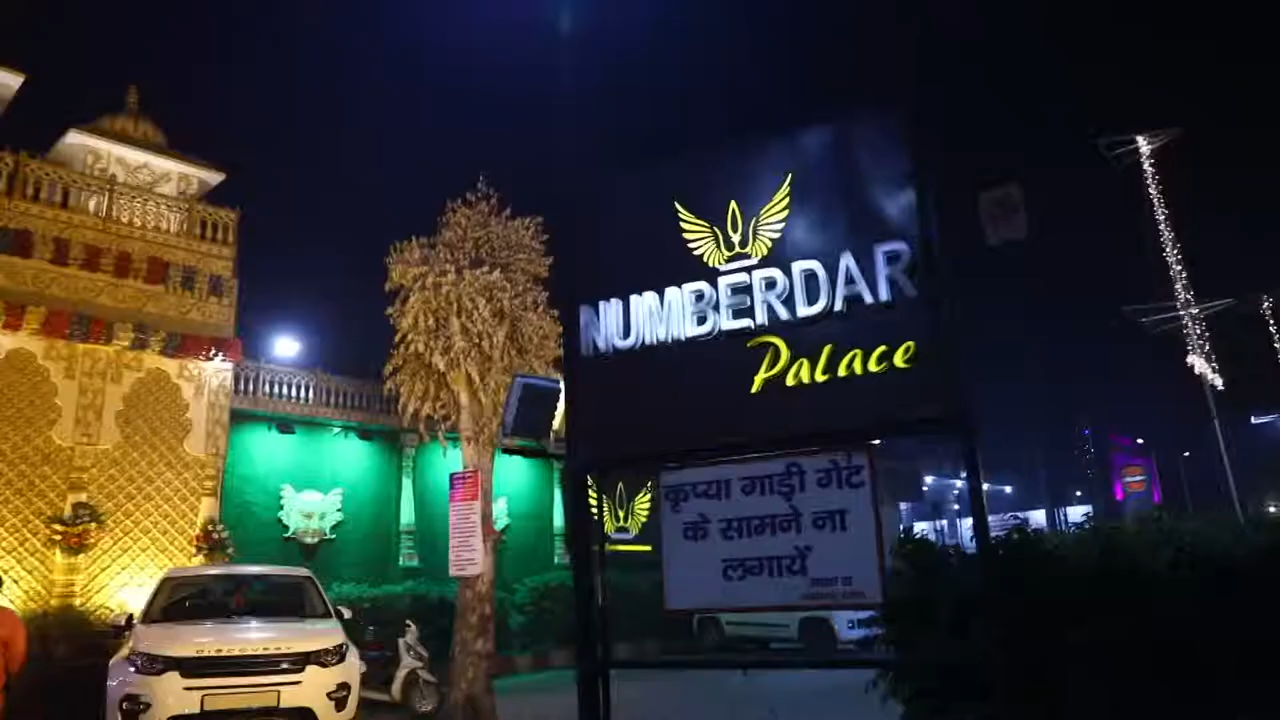 NUMBERDAR
Palace
कृप्या गाड़ी गेट
के सामने ना
लगायें
DISCOVERY